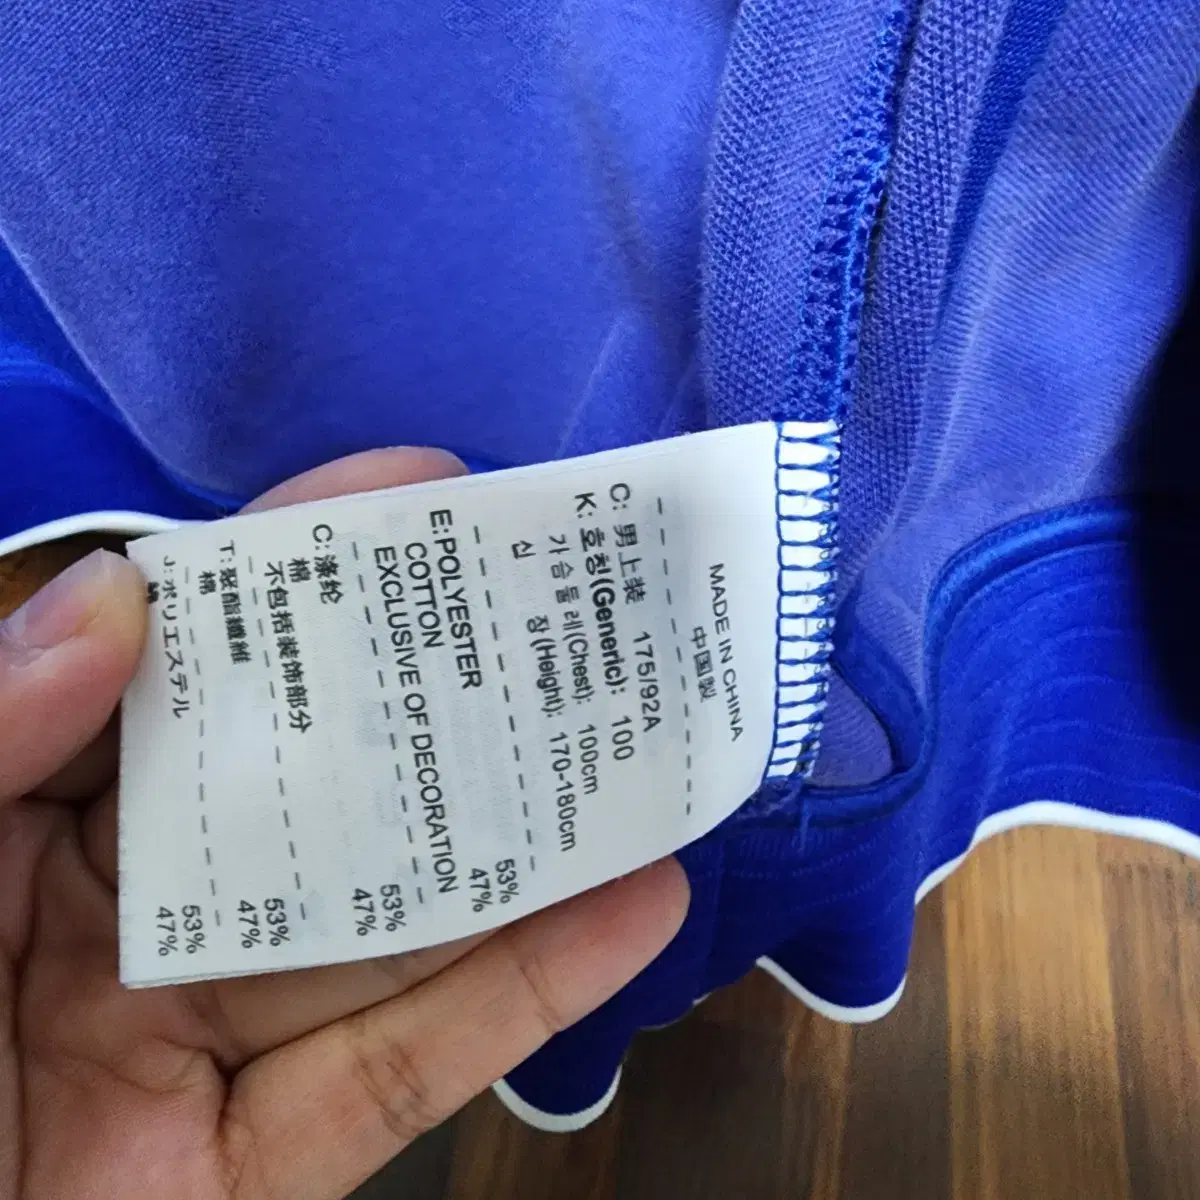 MADE IN CHINA
中国製
C: 男上装 175/92A
K: 호칭(Generic): 100
가슴둘레(Chest): 100cm
신 장(Height): 170-180cm
E:POLYESTER 53%
COTTON 47%
EXCLUSIVE OF DECORATION
C:涤纶 53%
棉 47%
不包括装饰部分
T:聚酯纖維 53%
棉 47%
J:ポリエステル 53%
47%